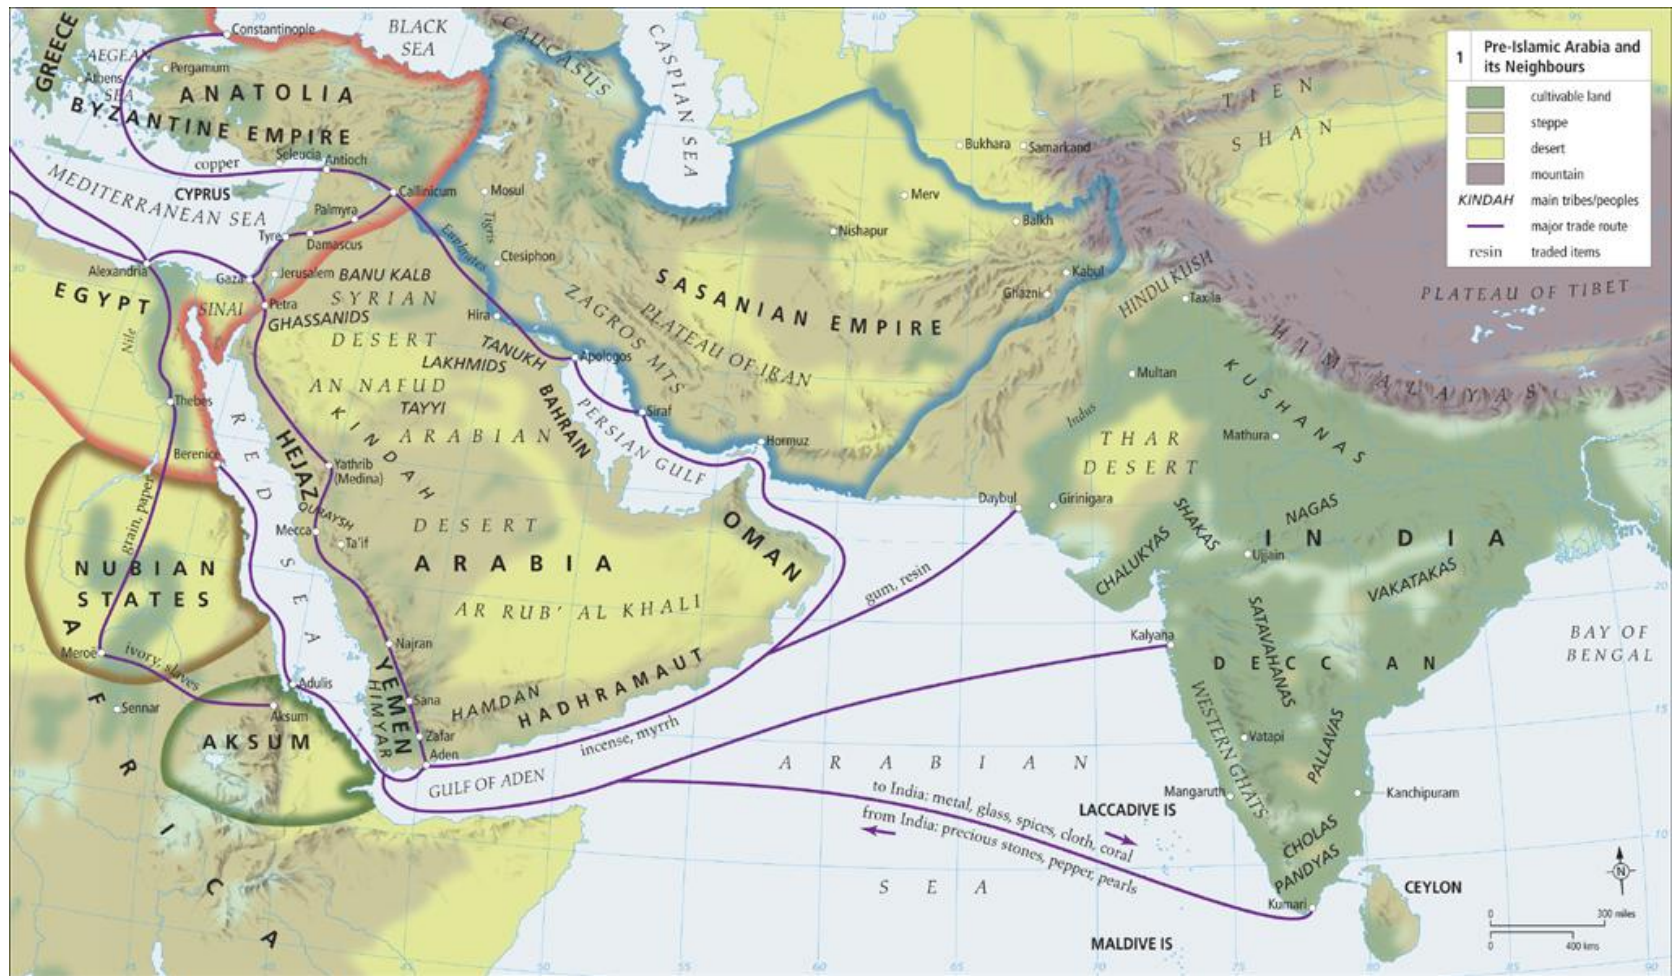 1 Pre-Islamic Arabia and
its Neighbours
cultivable land
steppe
desert
mountain
KINDAH main tribes/peoples
major trade route
resin traded items
GREECE
AEGEAN
SEA
Athens
Constantinople
Pergamum
ANATOLIA
BYZANTINE EMPIRE
BLACK
SEA
CAUCASUS
CASPIAN SEA
copper
Seleucia
Antioch
CYPRUS
MEDITERRANEAN SEA
Callinicum
Palmyra
Tyre
Damascus
Mosul
Tigris
Euphrates
Ctesiphon
Alexandria
Gaza
Jerusalem
BANU KALB
EGYPT
SINAI
Petra
GHASSANIDS
SYRIAN
DESERT
Nile
Hira
TANUKH
LAKHMIDS
Apologos
AN NAFUD
TAYYI
KINDAH
ARABIAN
DESERT
BAHRAIN
PERSIAN GULF
Siraf
Hormuz
ZAGROS MTS
PLATEAU OF IRAN
SASANIAN EMPIRE
Nishapur
Merv
Bukhara
Samarkand
Balkh
Kabul
Ghazni
TIEN
SHAN
HINDU KUSH
Taxila
PLATEAU OF TIBET
HIMALAYAS
KUSHANAS
Multan
Indus
Mathura
THAR
DESERT
Daybul
Girinigara
Thebes
Berenice
RED SEA
HEJAZ
Yathrib
(Medina)
QURAYSH
Mecca
Ta'if
ARABIA
OMAN
AR RUB' AL KHALI
grain, paper
NUBIAN
STATES
Meroë
ivory, slaves
Sennar
Adulis
Aksum
AKSUM
AFRICA
Najran
YEMEN
HIMYAR
Sana
Zafar
Aden
HAMDAN
HADHRAMAUT
incense, myrrh
GULF OF ADEN
gum, resin
ARABIAN
SEA
to India: metal, glass, spices, cloth, coral
from India: precious stones, pepper, pearls
SHAKAS
CHALUKYAS
NAGAS
INDIA
Ujjain
VAKATAKAS
SATAVAHANAS
Kalyana
DECCAN
BAY OF
BENGAL
WESTERN GHATS
Vatapi
PALLAVAS
Mangaruth
Kanchipuram
LACCADIVE IS
CHOLAS
PANDYAS
Kumari
CEYLON
MALDIVE IS
N
0 300 miles
0 400 kms